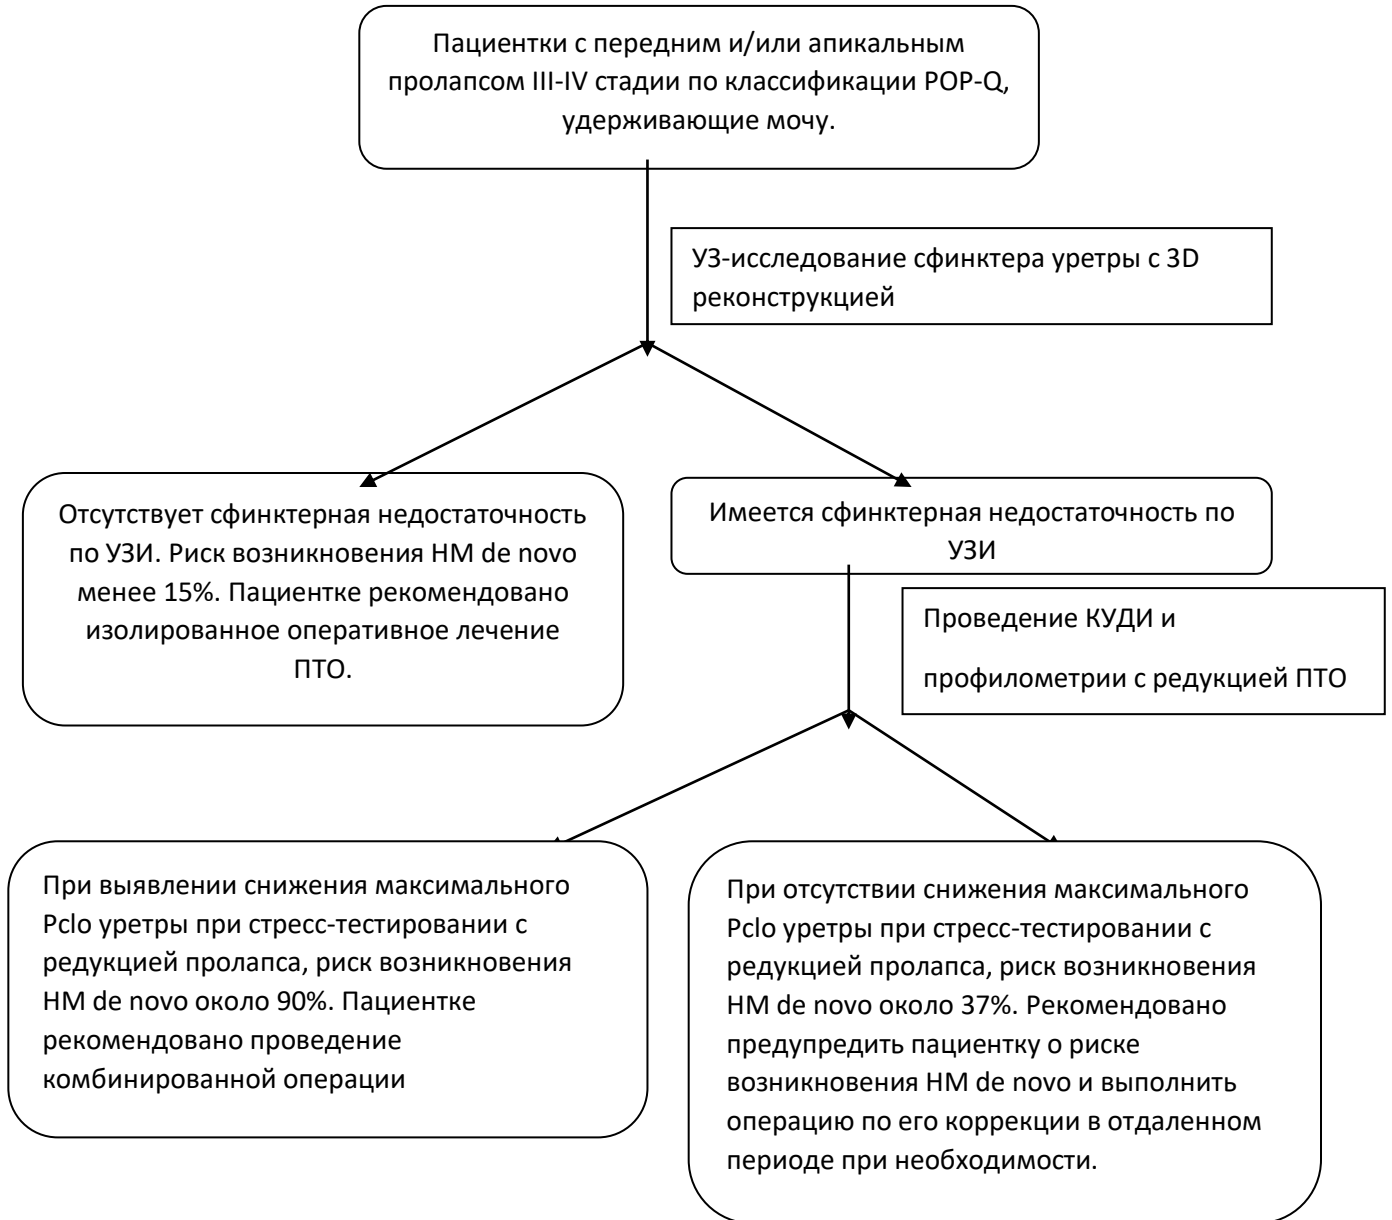 Пациентки с передним и/или апикальным
пролапсом III-IV стадии по классификации POP-Q,
удерживающие мочу.
УЗ-исследование сфинктера уретры с 3D
реконструкцией
Отсутствует сфинктерная недостаточность
по УЗИ. Риск возникновения НМ de novo
менее 15%. Пациентке рекомендовано
изолированное оперативное лечение
ПТО.
Имеется сфинктерная недостаточность по
УЗИ
Проведение КУДИ и
профилометрии с редукцией ПТО
При выявлении снижения максимального
Pclo уретры при стресс-тестировании с
редукцией пролапса, риск возникновения
НМ de novo около 90%. Пациентке
рекомендовано проведение
комбинированной операции
При отсутствии снижения максимального
Pclo уретры при стресс-тестировании с
редукцией пролапса, риск возникновения
НМ de novo около 37%. Рекомендовано
предупредить пациентку о риске
возникновения НМ de novo и выполнить
операцию по его коррекции в отдаленном
периоде при необходимости.